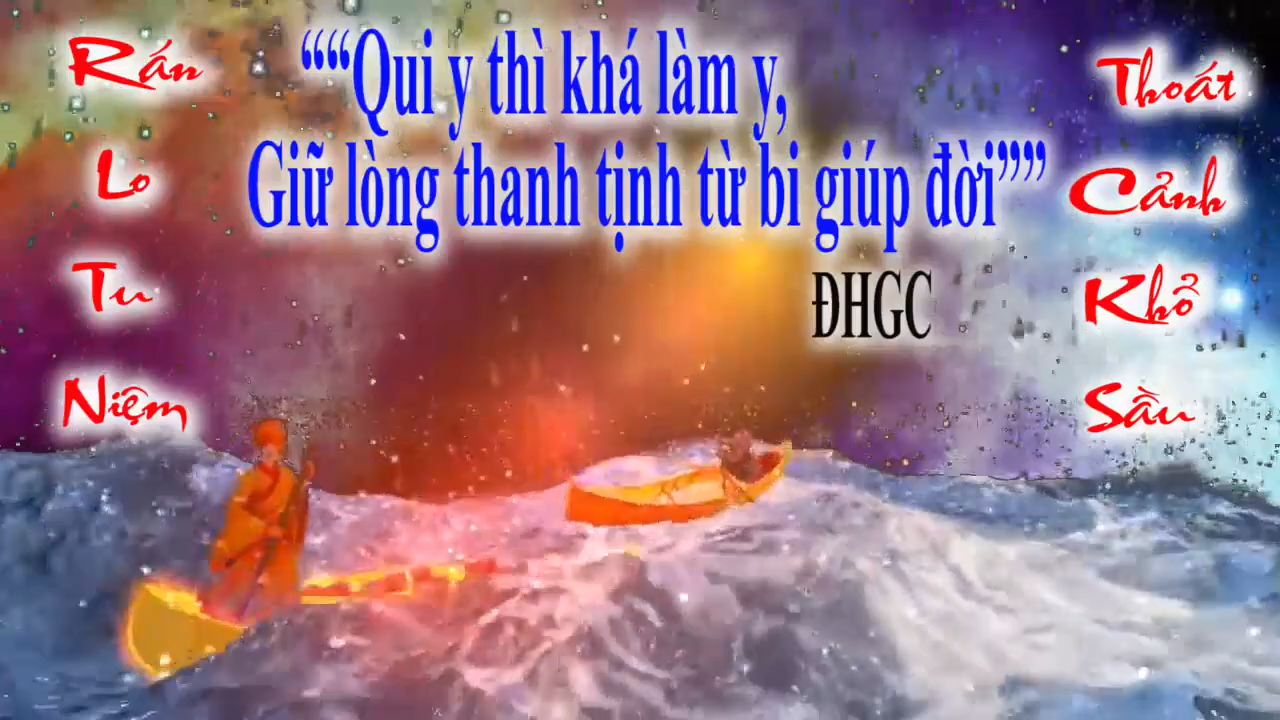 Rán
Lo
Tu
Niệm
““Qui y thì khá làm y,
Giữ lòng thanh tịnh từ bi giúp đời””
ĐHGC
Thoát
Cảnh
Khổ
Sầu